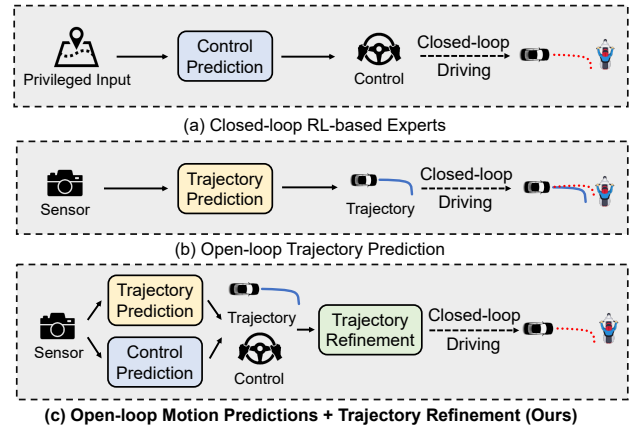 Privileged Input
Control
Prediction
Control
Closed-loop
Driving
(a) Closed-loop RL-based Experts
Sensor
Trajectory
Prediction
Trajectory
Closed-loop
Driving
(b) Open-loop Trajectory Prediction
Sensor
Trajectory
Prediction
Control
Prediction
Trajectory
Control
Trajectory
Refinement
Closed-loop
Driving
(c) Open-loop Motion Predictions + Trajectory Refinement (Ours)